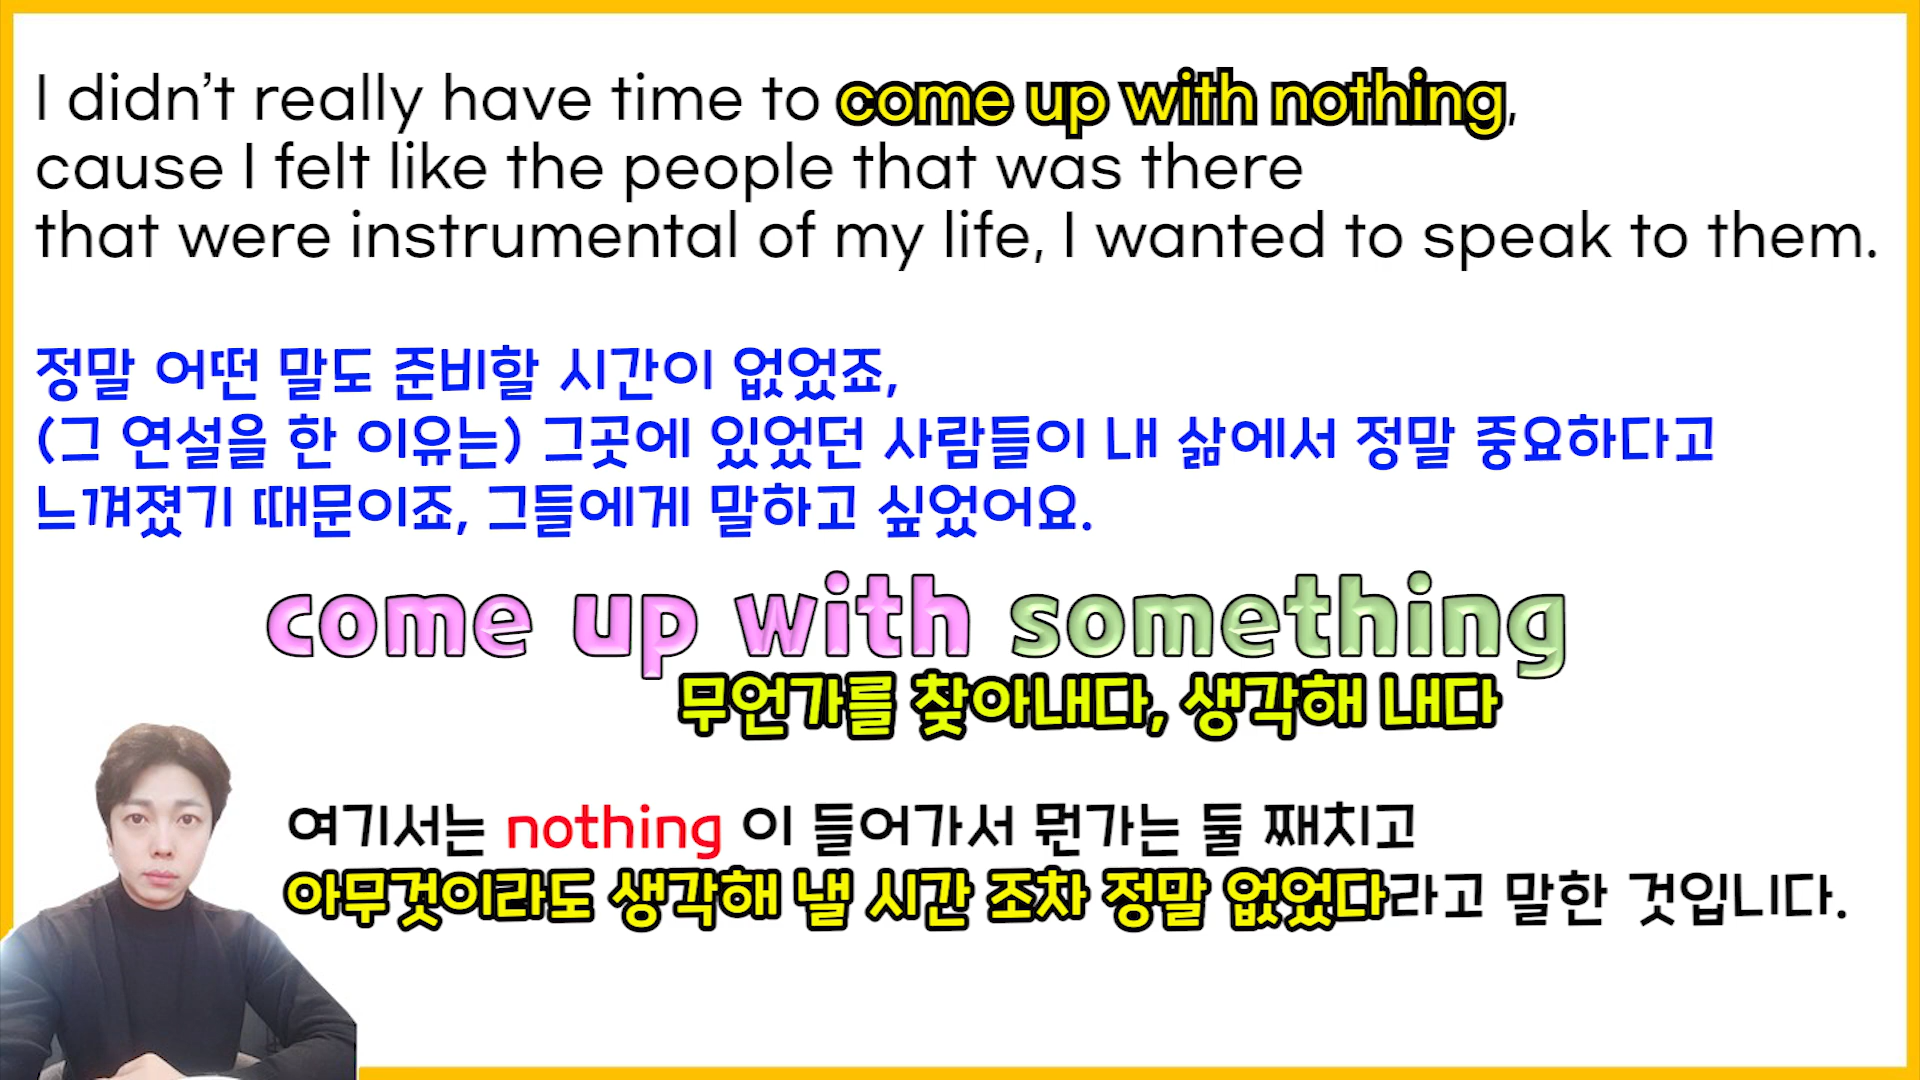 I didn’t really have time to come up with nothing,
cause I felt like the people that was there
that were instrumental of my life, I wanted to speak to them.
정말 어떤 말도 준비할 시간이 없었죠,
(그 연설을 한 이유는) 그곳에 있었던 사람들이 내 삶에서 정말 중요하다고
느껴졌기 때문이죠, 그들에게 말하고 싶었어요.
come up with something
무언가를 찾아내다, 생각해 내다
여기서는 nothing 이 들어가서 뭔가는 둘 째치고
아무것이라도 생각해 낼 시간 조차 정말 없었다라고 말한 것입니다.